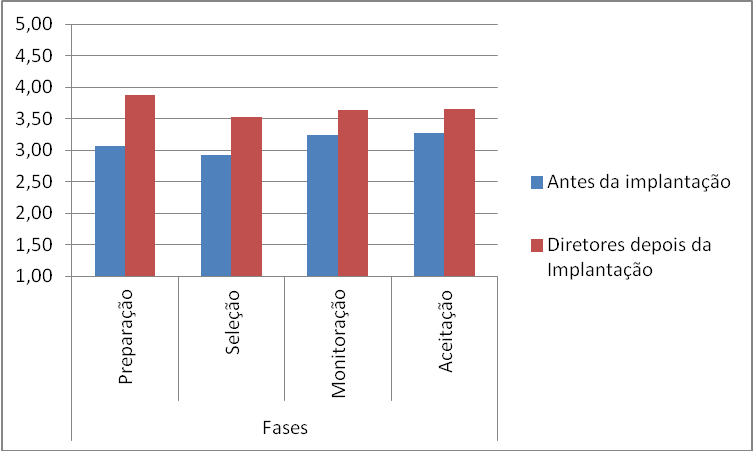 5,00
4,50
4,00
3,50
3,00
2,50
2,00
1,50
1,00
Preparação
Seleção
Monitoração
Aceitação
Fases
Antes da implantação
Diretores depois da
Implantação